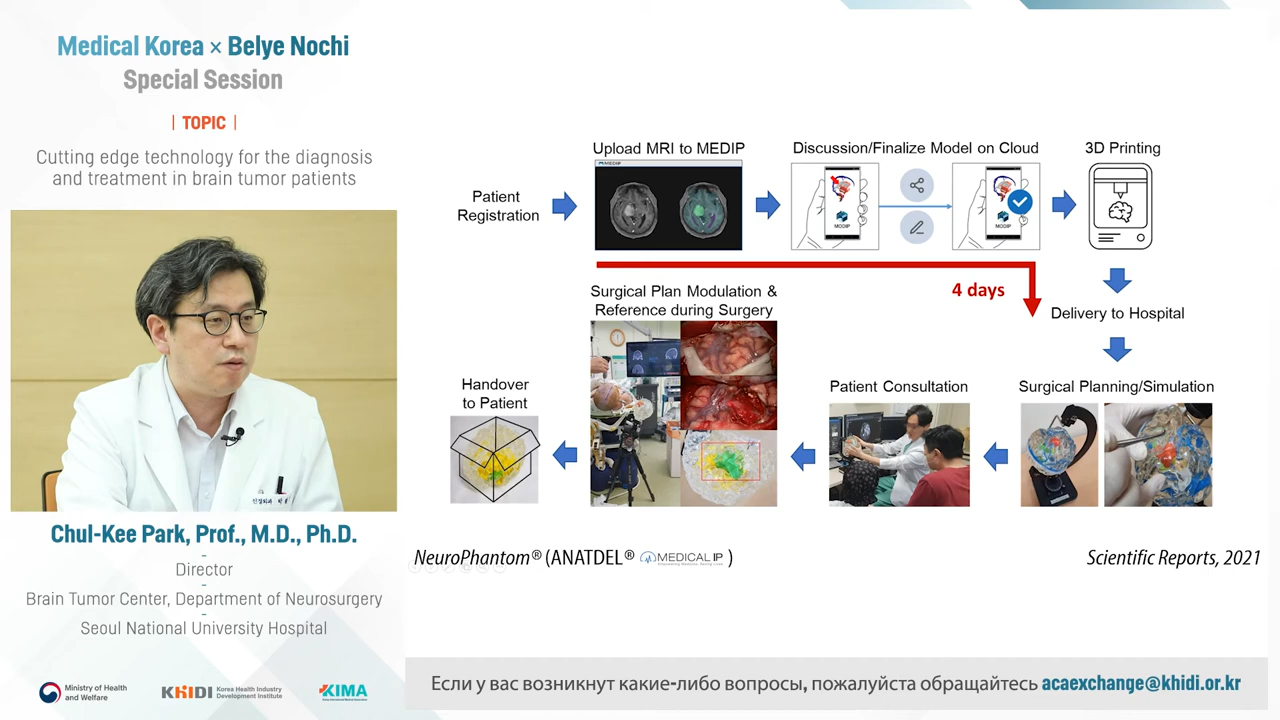 Medical Korea × Belye Nochi
Special Session
| TOPIC |
Cutting edge technology for the diagnosis
and treatment in brain tumor patients
Chul-Kee Park, Prof., M.D., Ph.D.
Director
Brain Tumor Center, Department of Neurosurgery
Seoul National University Hospital
Ministry of Health
and Welfare
KHIDI Korea Health Industry
Development Institute
KIMA
Patient
Registration
Upload MRI to MEDIP
Discussion/Finalize Model on Cloud
MEDIP
MEDIP
3D Printing
4 days
Delivery to Hospital
Surgical Planning/Simulation
Patient Consultation
Surgical Plan Modulation &
Reference during Surgery
Handover
to Patient
NeuroPhantom® (ANATDEL® MEDICAL IP )
Scientific Reports, 2021
Если у вас возникнут какие-либо вопросы, пожалуйста обращайтесь acaexchange@khidi.or.kr